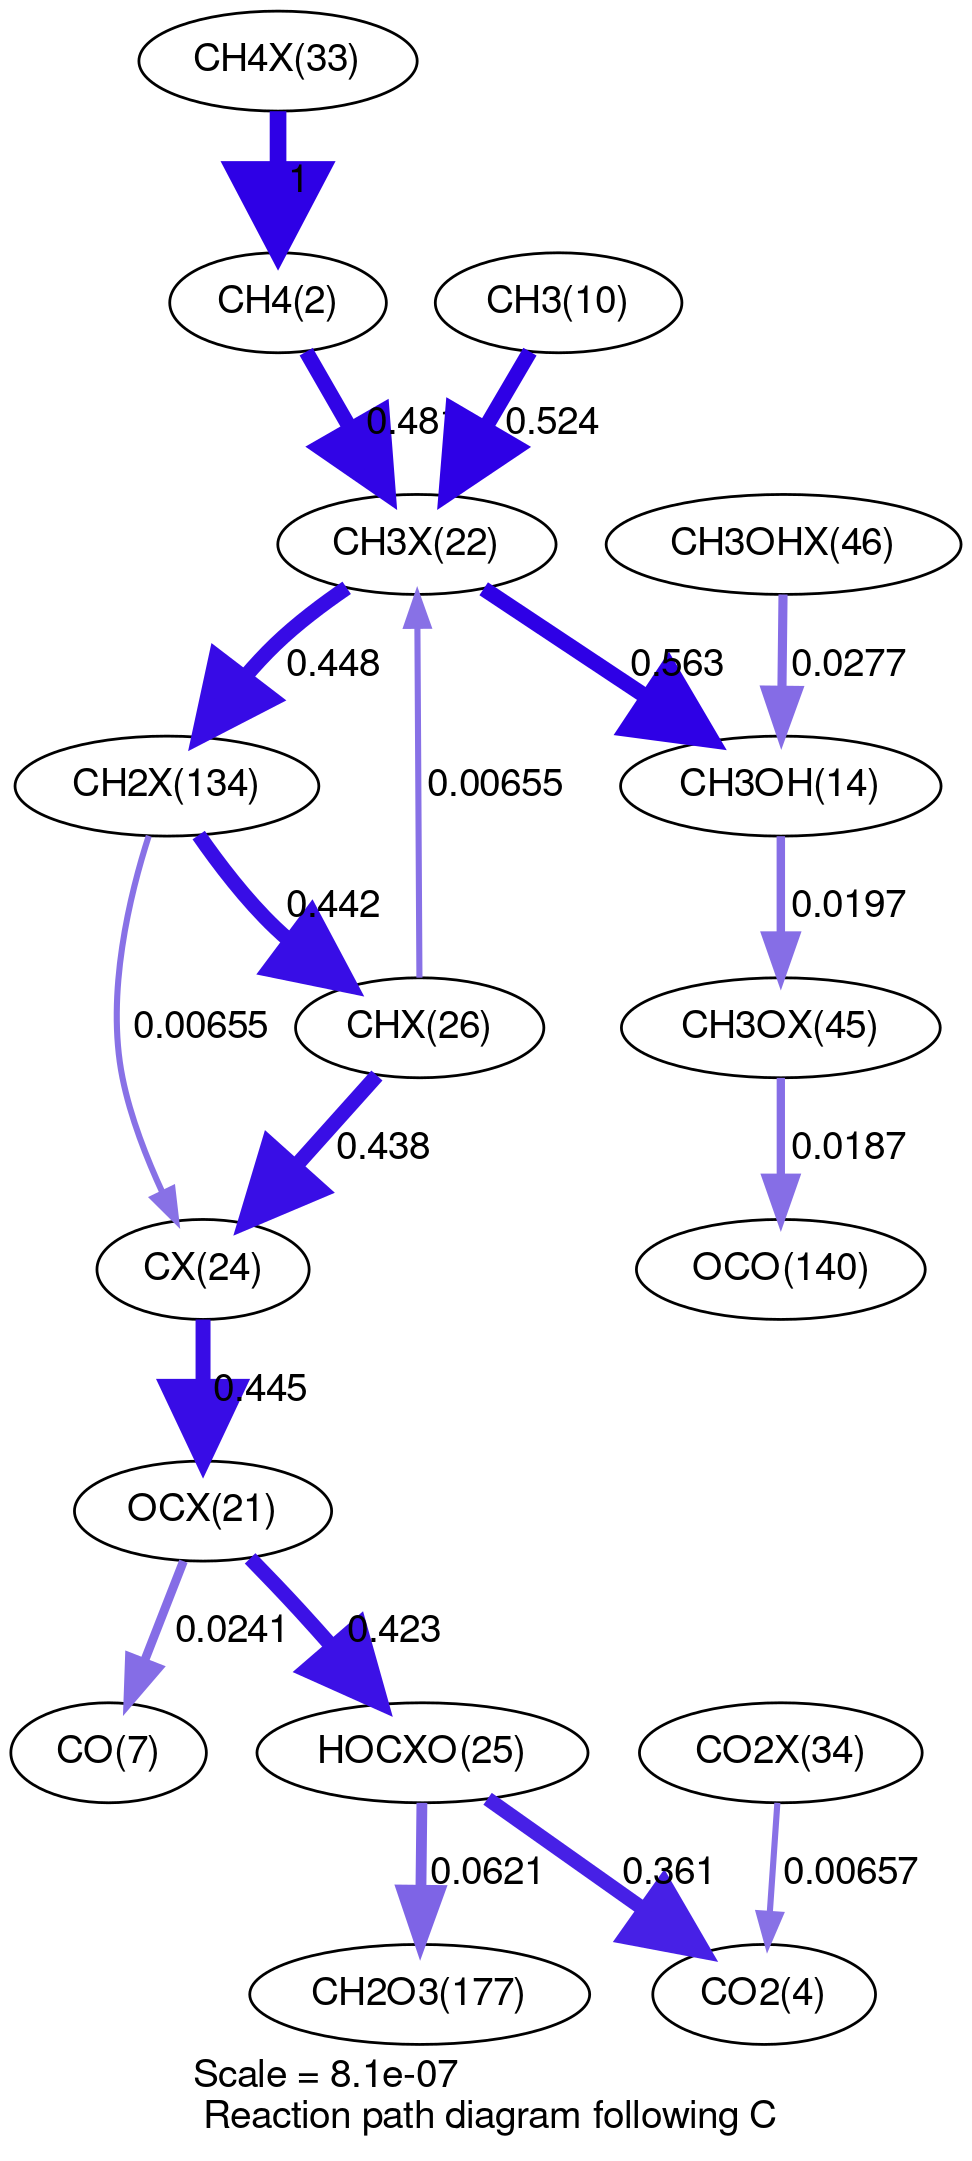 CH4X(33)
1
CH4(2)
CH3(10)
0.524
CH3X(22)
CH3OHX(46)
0.448
0.563
0.0277
CH2X(134)
0.00655
CH3OH(14)
0.442
0.0197
0.00655
CHX(26)
CH3OX(45)
0.438
0.0187
CX(24)
OCO(140)
0.445
OCX(21)
0.0241
0.423
CO(7)
HOCXO(25)
CO2X(34)
0.0621
0.361
0.00657
CH2O3(177)
CO2(4)
Scale = 8.1e-07
Reaction path diagram following C